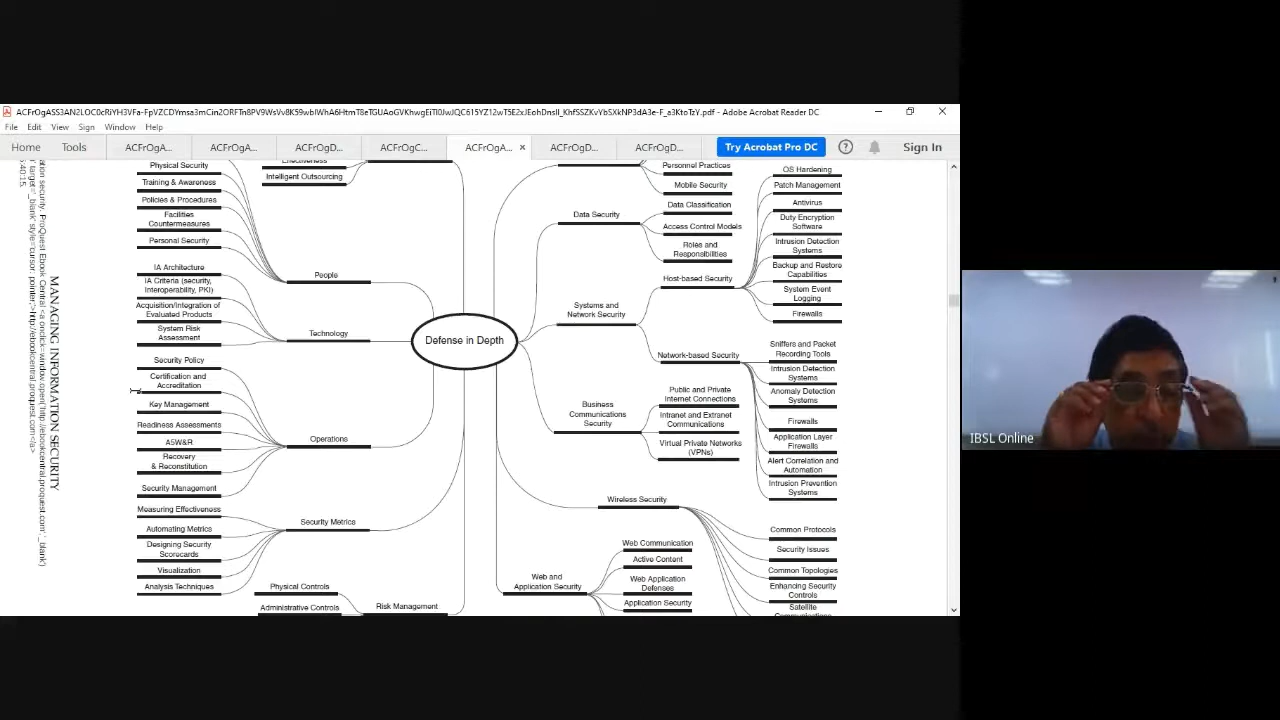 File Edit View Sign Window Help
Home Tools ACFrOgA... ACFrOgA... ACFrOgD... ACFrOgC... ACFrOgA... × ACFrOgD... ACFrOgD... Try Acrobat Pro DC Sign In
Intelligent Outsourcing
Physical Security
Training & Awareness
Policies & Procedures
Facilities
Countermeasures
Personal Security
People
IA Architecture
IA Criteria (security,
Interoperability, PKI)
Acquisition/Integration of
Evaluated Products
System Risk
Assessment
Technology
Security Policy
Certification and
Accreditation
Key Management
Readiness Assessments
A5W&R
Recovery
& Reconstitution
Security Management
Operations
Measuring Effectiveness
Automating Metrics
Designing Security
Scorecards
Visualization
Analysis Techniques
Security Metrics
Physical Controls
Administrative Controls
Risk Management
Defense in Depth
Personnel Practices
Mobile Security
Data Security
Data Classification
Access Control Models
Roles and
Responsibilities
Systems and
Network Security
Host-based Security
OS Hardening
Patch Management
Antivirus
Duty Encryption
Software
Intrusion Detection
Systems
Backup and Restore
Capabilities
System Event
Logging
Firewalls
Network-based Security
Sniffers and Packet
Recording Tools
Intrusion Detection
Systems
Anomaly Detection
Systems
Firewalls
Application Layer
Firewalls
Alert Correlation and
Automation
Intrusion Prevention
Systems
Business
Communications
Security
Public and Private
Internet Connections
Intranet and Extranet
Communications
Virtual Private Networks
(VPNs)
Wireless Security
Common Protocols
Security Issues
Common Topologies
Enhancing Security
Controls
Satellite
Web and
Application Security
Web Communication
Active Content
Web Application
Defenses
Application Security
MANAGING INFORMATION SECURITY
IBSL Online